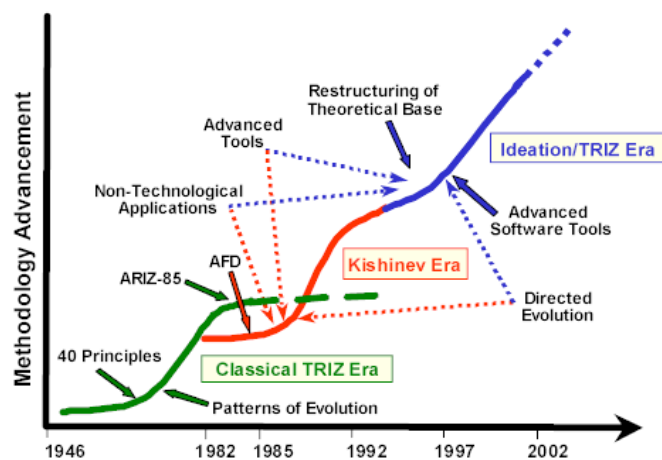 Methodology Advancement
Restructuring of
Theoretical Base
Advanced
Tools
Ideation/TRIZ Era
Non-Technological
Applications
Advanced
Software Tools
AFD
Kishinev Era
ARIZ-85
Directed
Evolution
40 Principles
Classical TRIZ Era
Patterns of Evolution
1946
1982
1985
1992
1997
2002